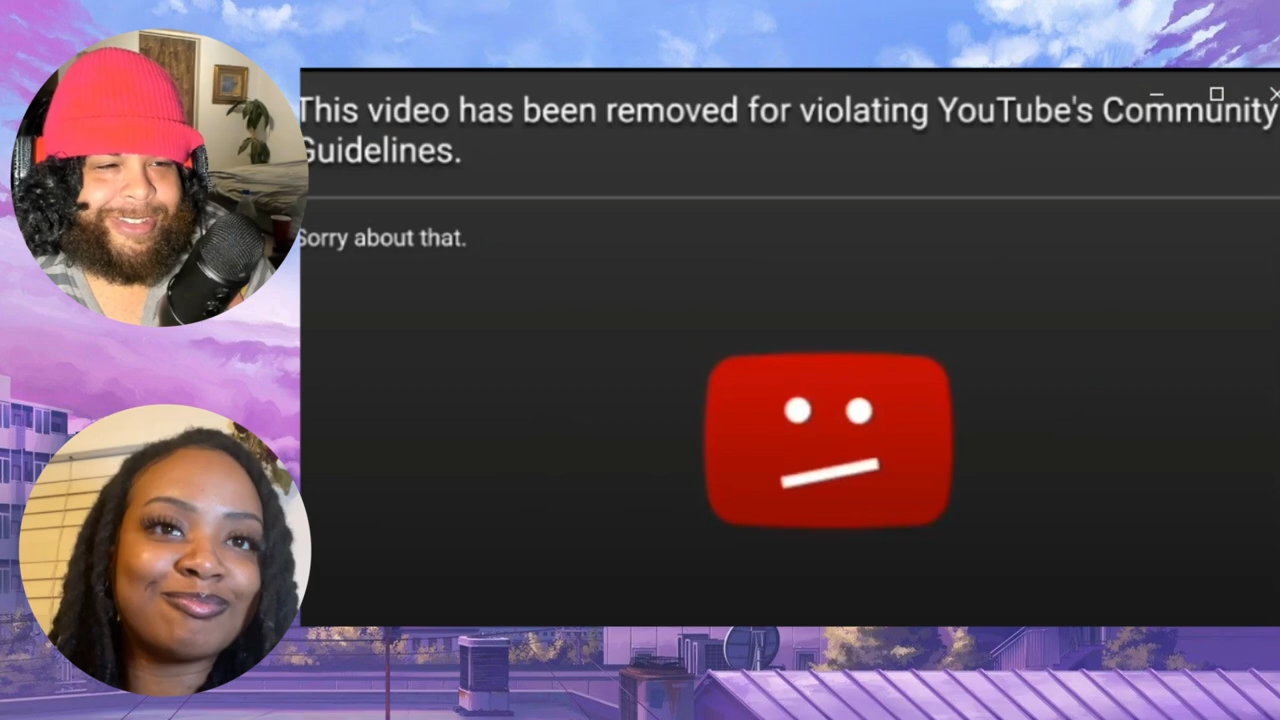 This video has been removed for violating YouTube's Community
Guidelines.
Sorry about that.